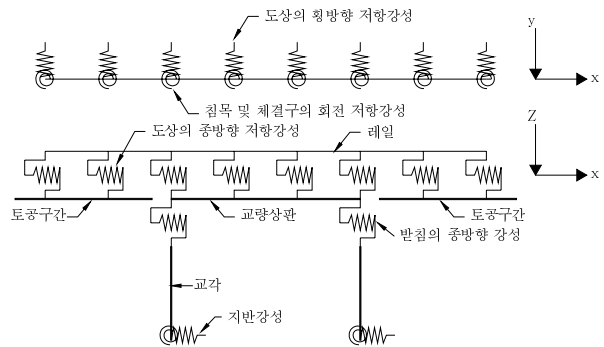 도상의 횡방향 저항강성
y
x
침목 및 체결구의 회전 저항강성
도상의 종방향 저항강성
레일
Z
x
토공구간
교량상판
토공구간
받침의 종방향 강성
교각
지반강성